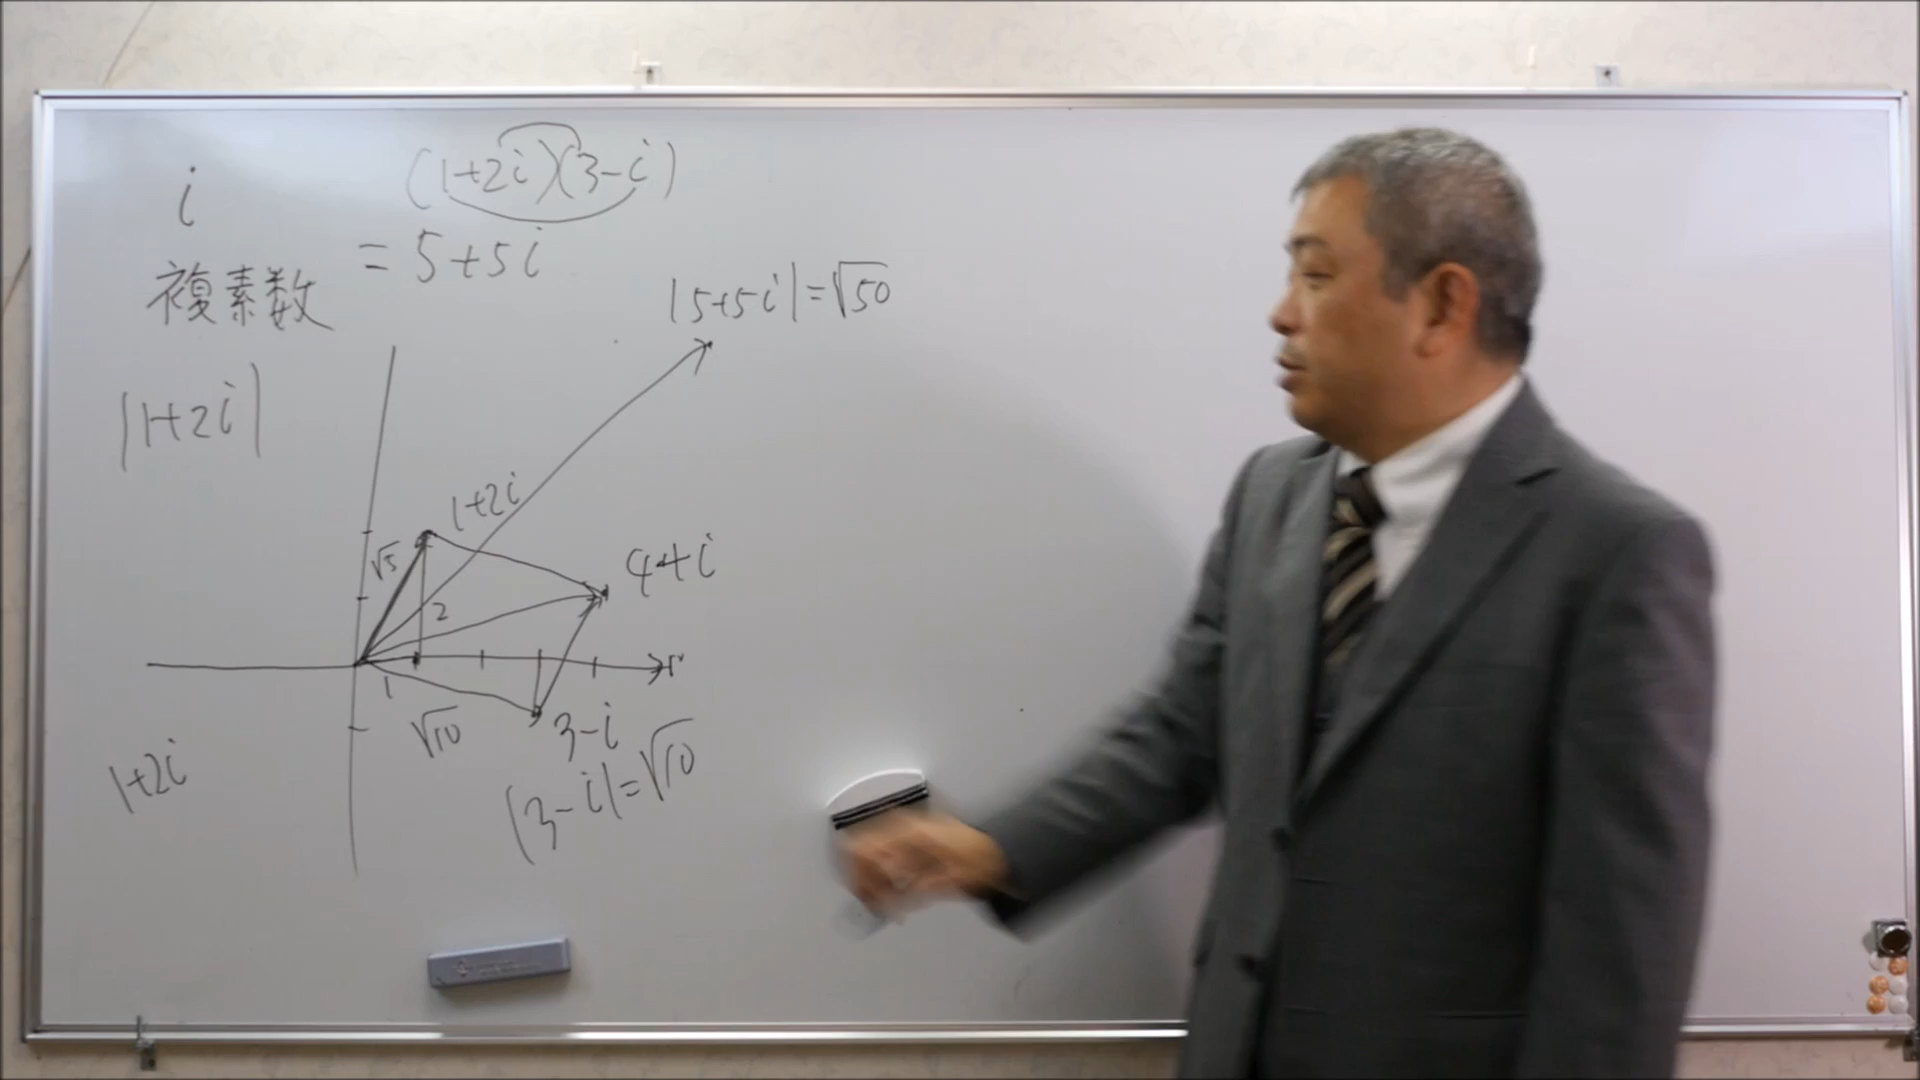 i
(1+2i)(3-i)
= 5+5i
複素数
|5+5i|=√50
|1+2i|
1+2i
√5
4+i
2
1
√10
3-i
|3-i|=√10
1+2i